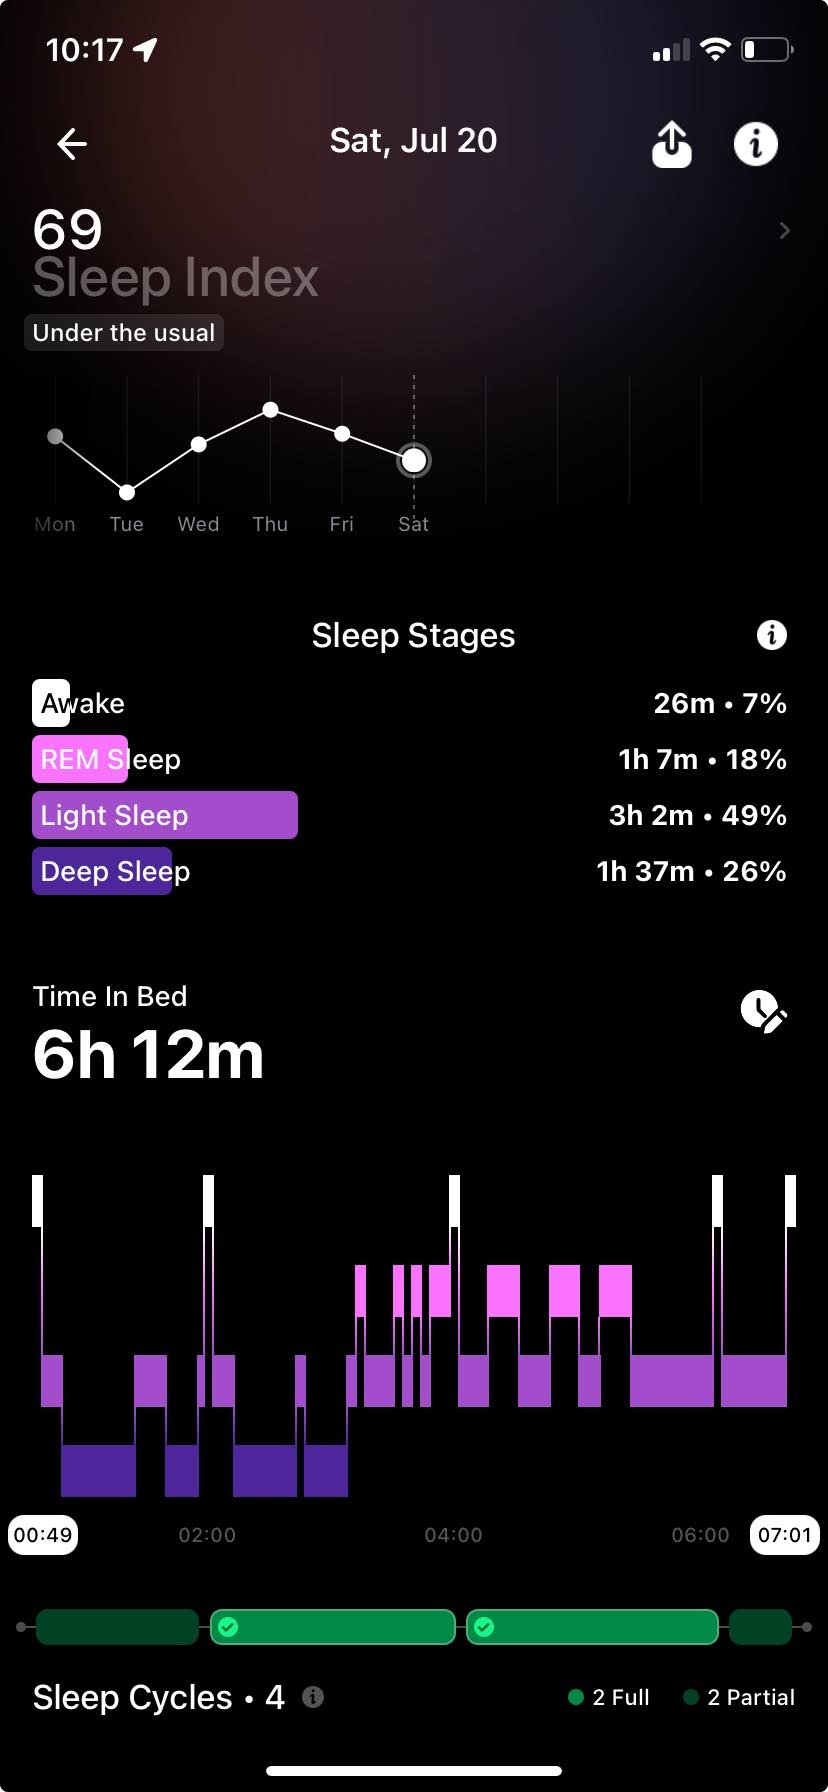 10:17
Sat, Jul 20
69
Sleep Index
Under the usual
Mon Tue Wed Thu Fri Sat
Sleep Stages
Awake 26m • 7%
REM Sleep 1h 7m • 18%
Light Sleep 3h 2m • 49%
Deep Sleep 1h 37m • 26%
Time In Bed
6h 12m
00:49 02:00 04:00 06:00 07:01
Sleep Cycles • 4 2 Full 2 Partial